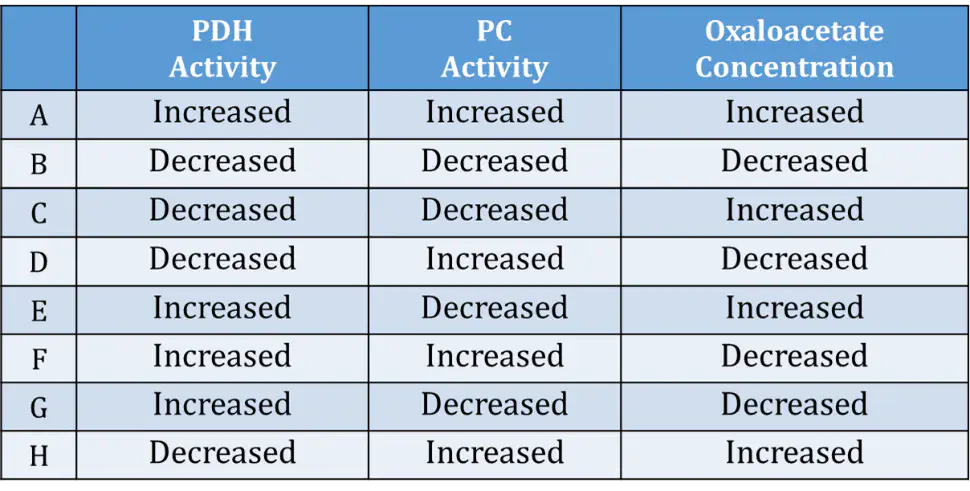 PDH Activity PC Activity Oxaloacetate Concentration
A Increased Increased Increased
B Decreased Decreased Decreased
C Decreased Decreased Increased
D Decreased Increased Decreased
E Increased Decreased Increased
F Increased Increased Decreased
G Increased Decreased Decreased
H Decreased Increased Increased